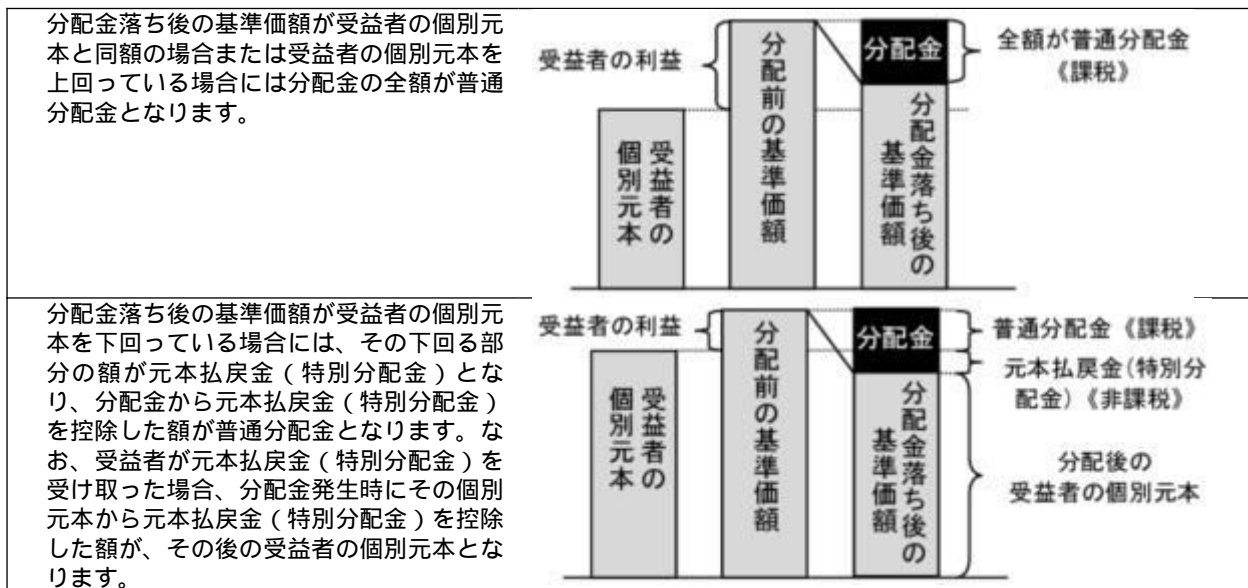 分配金落ち後の基準価額が受益者の個別元
本と同額の場合または受益者の個別元本を
上回っている場合には分配金の全額が普通
分配金となります。
受益者の利益
受益者の
個別元本
分配前の基準価額
分配金
分配金落ち後の
基準価額
全額が普通分配金
《課税》
分配金落ち後の基準価額が受益者の個別元
本を下回っている場合には、その下回る部
分の額が元本払戻金（特別分配金）とな
り、分配金から元本払戻金（特別分配金）
を控除した額が普通分配金となります。な
お、受益者が元本払戻金（特別分配金）を
受け取った場合、分配金発生時にその個別
元本から元本払戻金（特別分配金）を控除
した額が、その後の受益者の個別元本とな
ります。
受益者の利益
受益者の
個別元本
分配前の基準価額
分配金
分配金落ち後の
基準価額
普通分配金《課税》
元本払戻金(特別分
配金)《非課税》
分配後の
受益者の個別元本